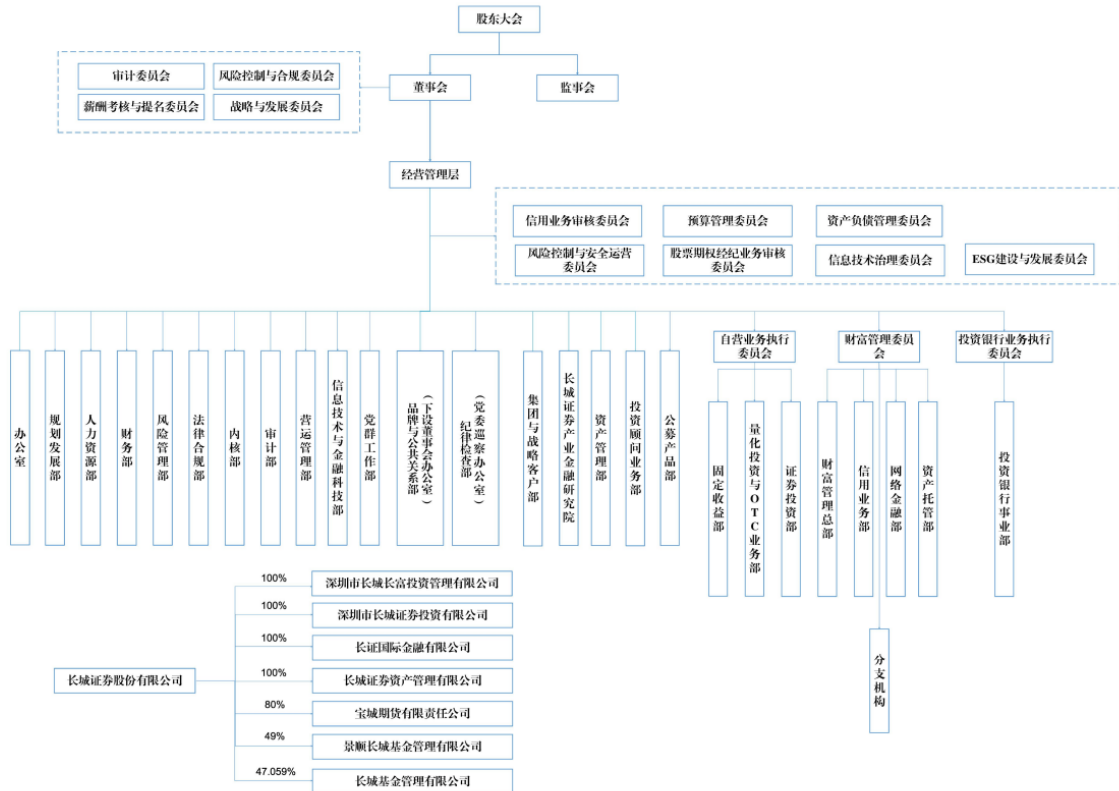 股东大会
董事会
监事会
审计委员会
风险控制与合规委员会
薪酬考核与提名委员会
战略与发展委员会
经营管理层
信用业务审核委员会
预算管理委员会
资产负债管理委员会
风险控制与安全运营
委员会
股票期权经纪业务审核
委员会
信息技术治理委员会
ESG建设与发展委员会
办公室
规划发展部
人力资源部
财务部
风险管理部
法律合规部
内核部
审计部
营运管理部
信息技术与金融科技部
党群工作部
品牌与公共关系部
（下设董事会办公室）
纪律检查部
（党委巡察办公室）
集团与战略客户部
长城证券产业金融研究院
资产管理部
投资顾问业务部
公募产品部
自营业务执行
委员会
固定收益部
量化投资与OTC业务部
证券投资部
财富管理委员
会
财富管理总部
信用业务部
网络金融部
资产托管部
分支机构
投资银行业务执行
委员会
投资银行事业部
长城证券股份有限公司
100%
深圳市长城长富投资管理有限公司
100%
深圳市长城证券投资有限公司
100%
长证国际金融有限公司
100%
长城证券资产管理有限公司
80%
宝城期货有限责任公司
49%
景顺长城基金管理有限公司
47.059%
长城基金管理有限公司